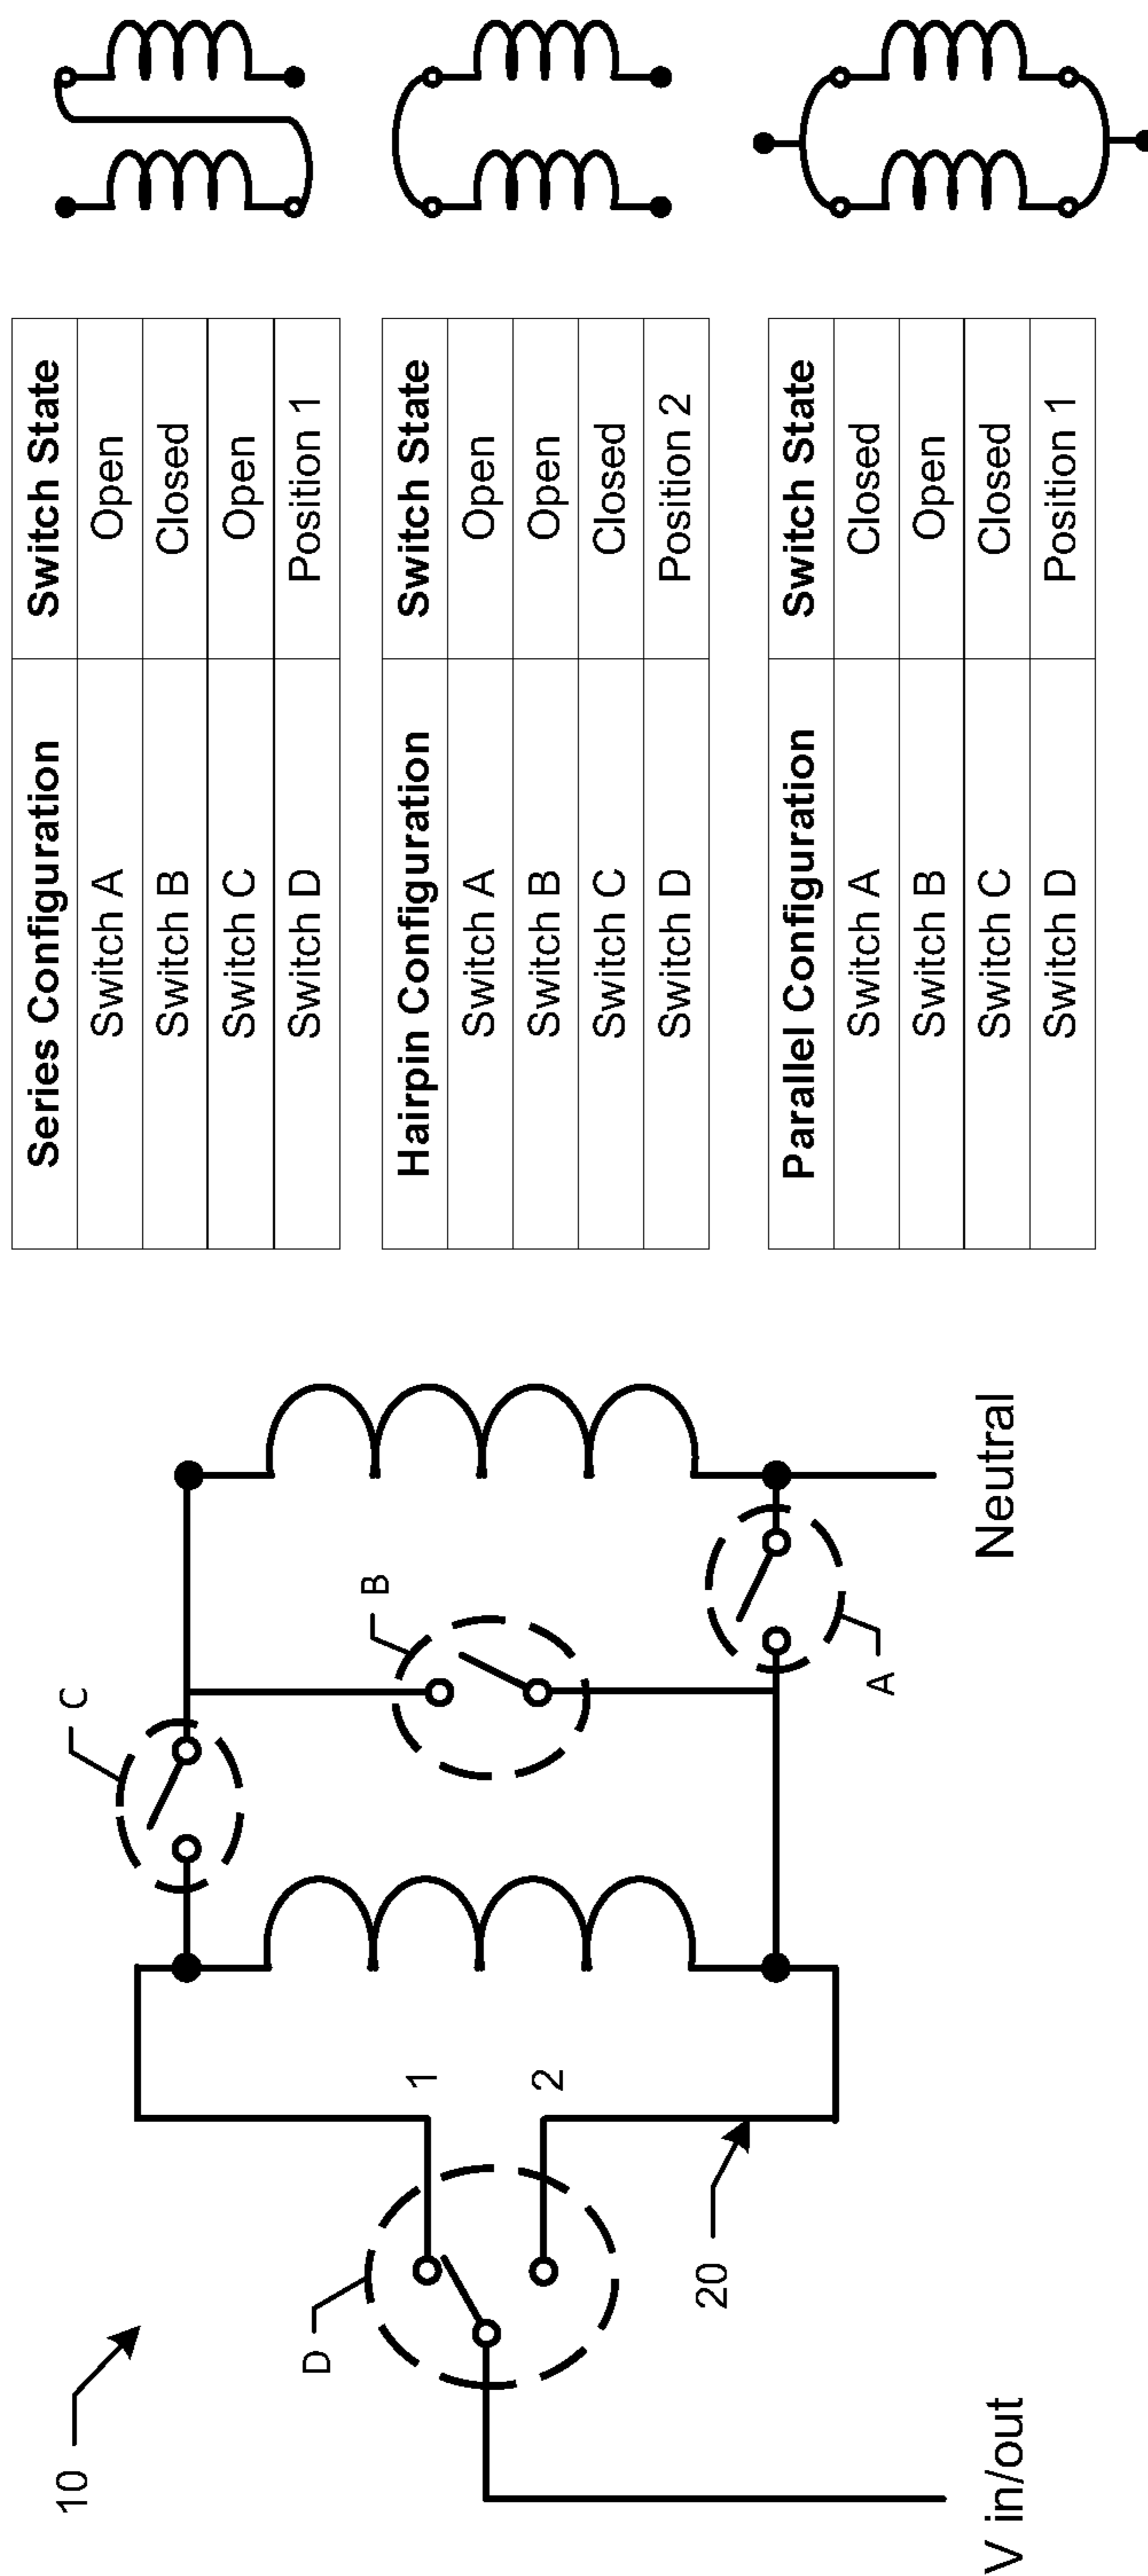 10
D
1
2
20
C
B
A
V in/out
Neutral
Series Configuration Switch State
Switch A Open
Switch B Closed
Switch C Open
Switch D Position 1
Hairpin Configuration Switch State
Switch A Open
Switch B Open
Switch C Closed
Switch D Position 2
Parallel Configuration Switch State
Switch A Closed
Switch B Open
Switch C Closed
Switch D Position 1